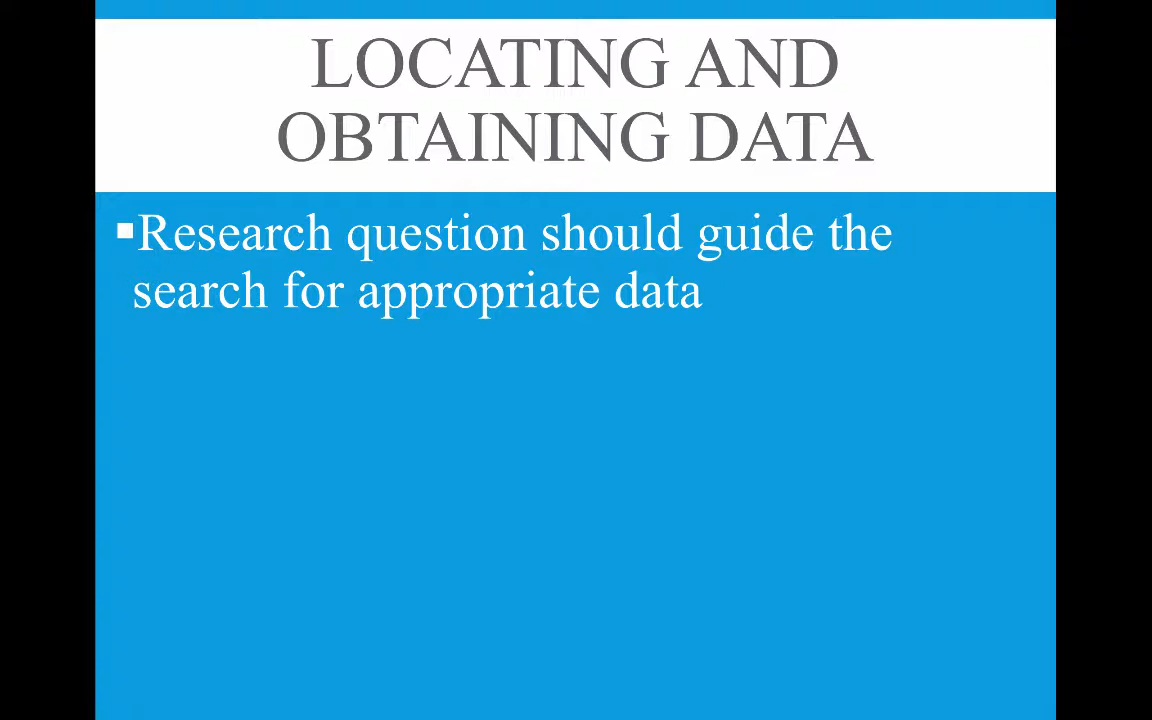 LOCATING AND
OBTAINING DATA
▪Research question should guide the
search for appropriate data